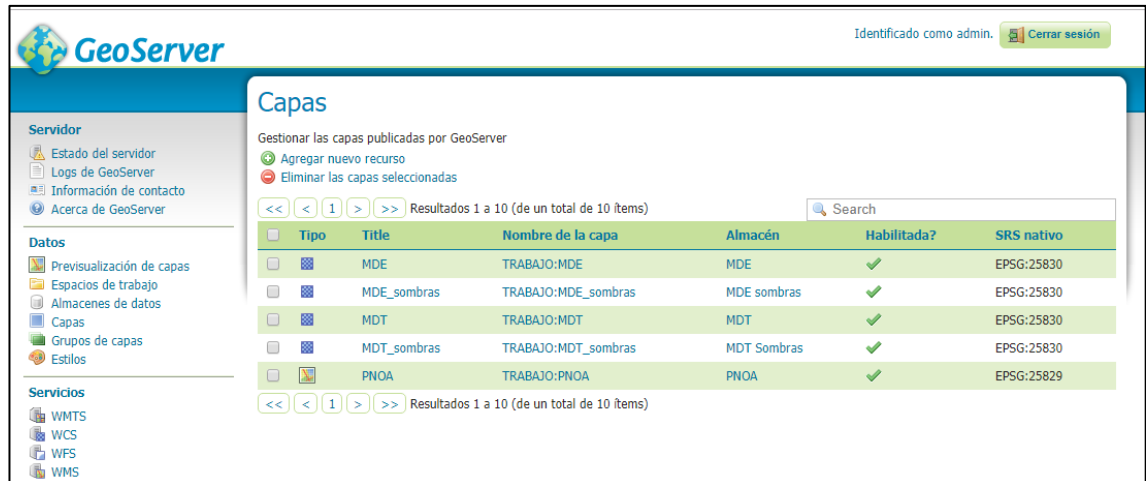 GeoServer
Identificado como admin. Cerrar sesión
Servidor
Estado del servidor
Logs de GeoServer
Información de contacto
Acerca de GeoServer
Datos
Previsualización de capas
Espacios de trabajo
Almacenes de datos
Capas
Grupos de capas
Estilos
Servicios
WMTS
WCS
WFS
WMS
Capas
Gestionar las capas publicadas por GeoServer
Agregar nuevo recurso
Eliminar las capas seleccionadas
<< < 1 > >> Resultados 1 a 10 (de un total de 10 ítems) Search
Tipo Title Nombre de la capa Almacén Habilitada? SRS nativo
MDE TRABAJO:MDE MDE EPSG:25830
MDE_sombras TRABAJO:MDE_sombras MDE sombras EPSG:25830
MDT TRABAJO:MDT MDT EPSG:25830
MDT_sombras TRABAJO:MDT_sombras MDT Sombras EPSG:25830
PNOA TRABAJO:PNOA PNOA EPSG:25829
<< < 1 > >> Resultados 1 a 10 (de un total de 10 ítems)